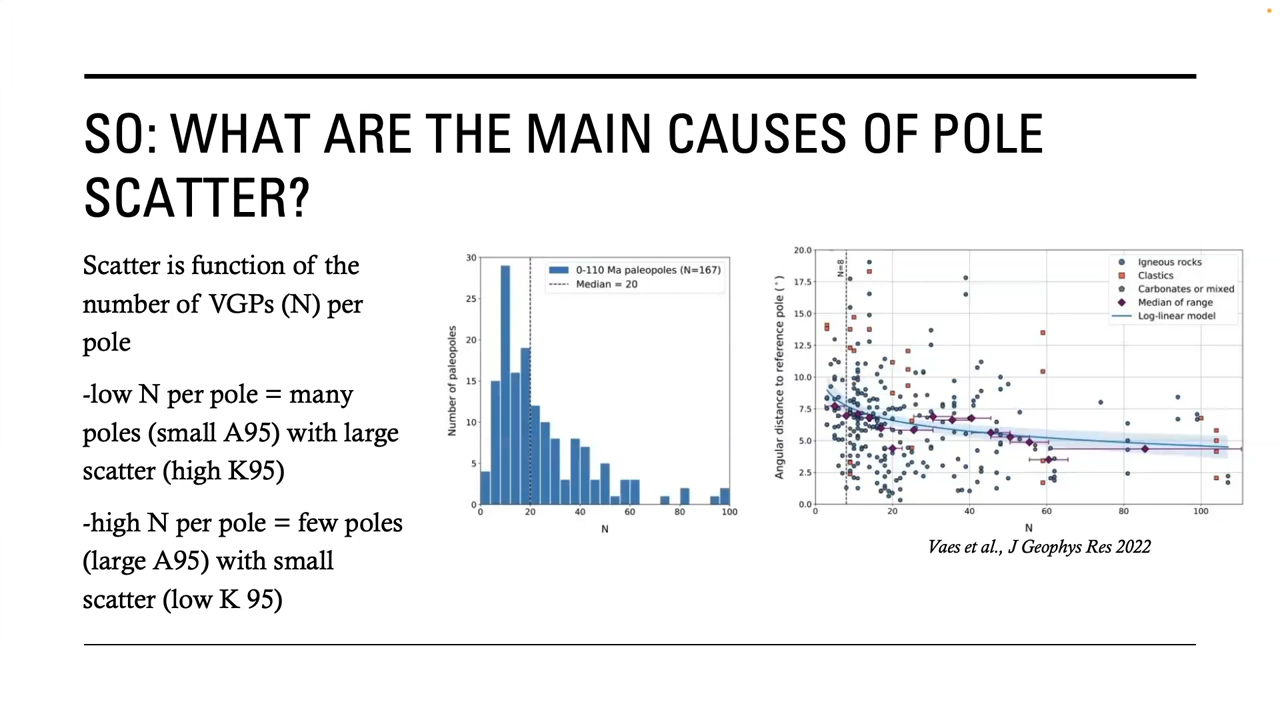 SO: WHAT ARE THE MAIN CAUSES OF POLE
SCATTER?
Scatter is function of the
number of VGPs (N) per
pole
-low N per pole = many
poles (small A95) with large
scatter (high K95)
-high N per pole = few poles
(large A95) with small
scatter (low K 95)
Number of paleopoles
30
25
20
15
10
5
0
0-110 Ma paleopoles (N=167)
Median = 20
0 20 40 60 80 100
N
Angular distance to reference pole (°)
20.0
17.5
15.0
12.5
10.0
7.5
5.0
2.5
0.0
N=8
Igneous rocks
Clastics
Carbonates or mixed
Median of range
Log-linear model
0 20 40 60 80 100
N
Vaes et al., J Geophys Res 2022